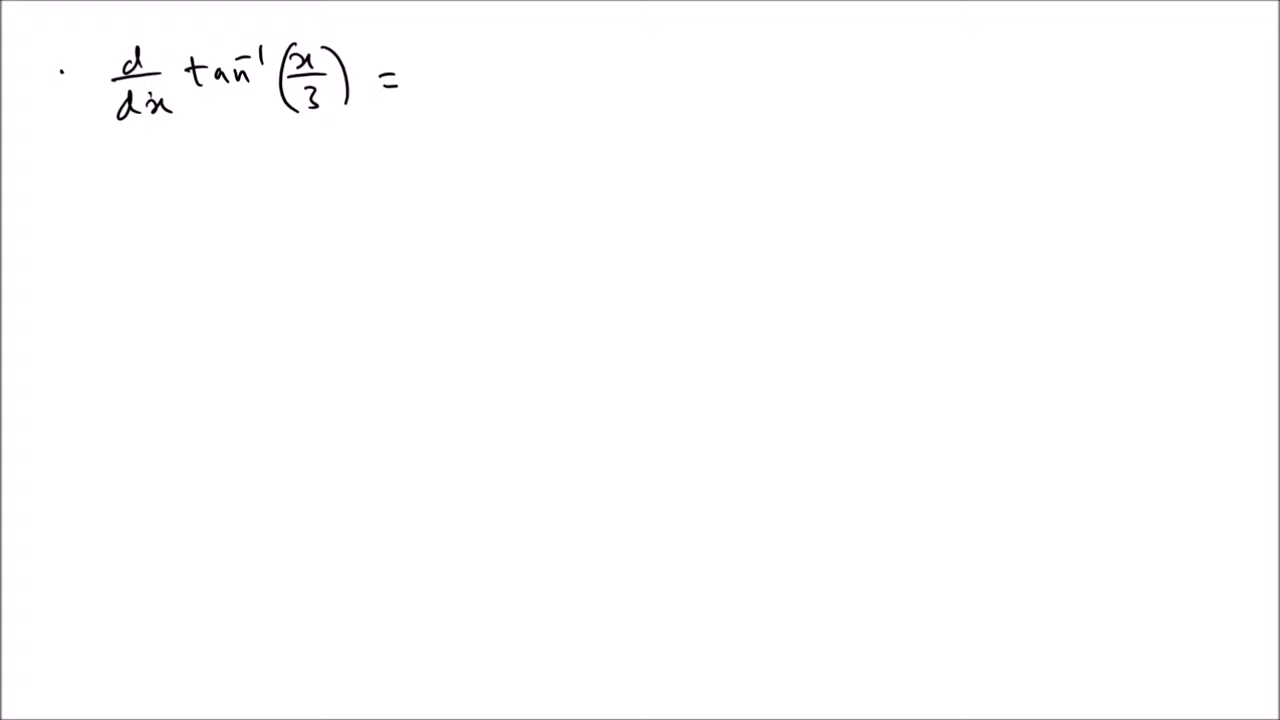 d/dx tan⁻¹(x/3) =